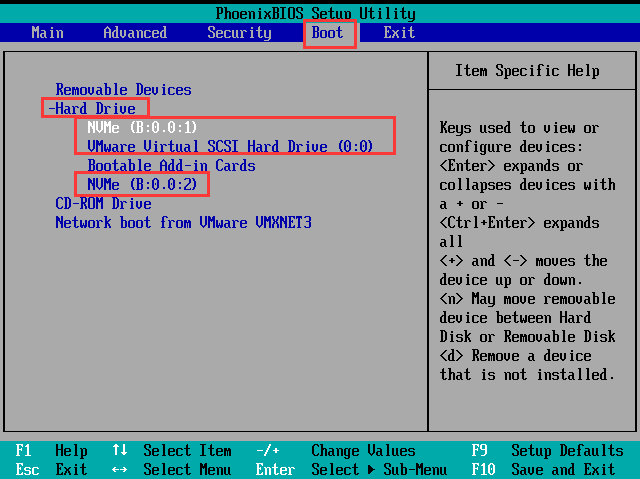 PhoenixBIOS Setup Utility
Main Advanced Security Boot Exit
Item Specific Help
Removable Devices
-Hard Drive
NVMe (B:0.0:1)
VMware Virtual SCSI Hard Drive (0:0)
Bootable Add-in Cards
NVMe (B:0.0:2)
CD-ROM Drive
Network boot from VMware VMXNET3
Keys used to view or
configure devices:
<Enter> expands or
collapses devices with
a + or -
<Ctrl+Enter> expands
all
<+> and <-> moves the
device up or down.
<n> May move removable
device between Hard
Disk or Removable Disk
<d> Remove a device
that is not installed.
F1 Help ↑↓ Select Item -/+ Change Values F9 Setup Defaults
Esc Exit ↔ Select Menu Enter Select ▶ Sub-Menu F10 Save and Exit